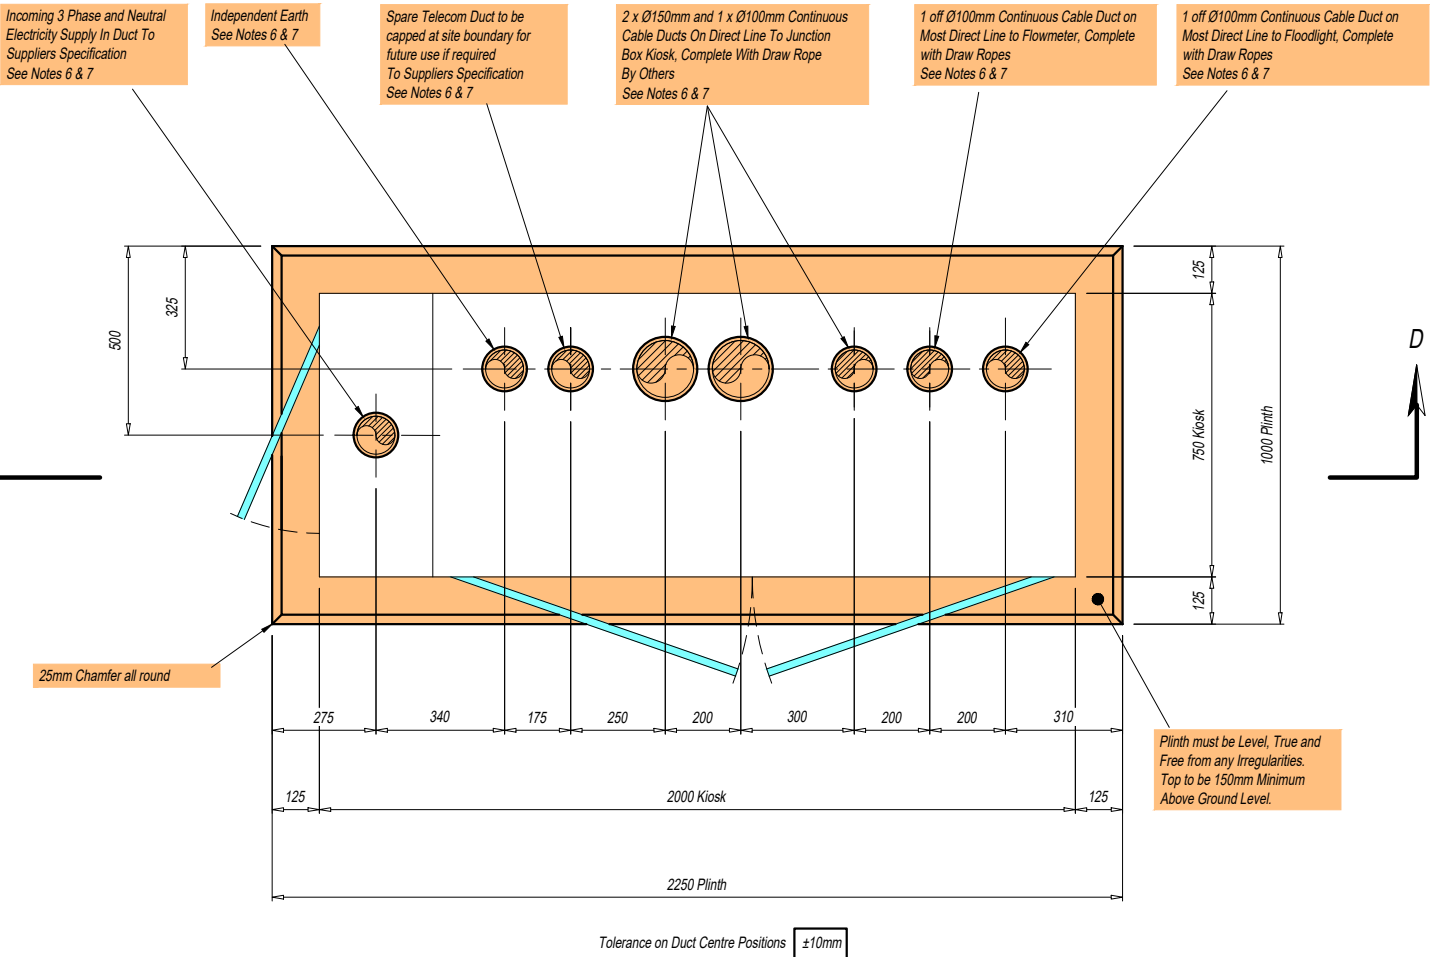 Incoming 3 Phase and Neutral
Electricity Supply In Duct To
Suppliers Specification
See Notes 6 & 7
Independent Earth
See Notes 6 & 7
Spare Telecom Duct to be
capped at site boundary for
future use if required
To Suppliers Specification
See Notes 6 & 7
2 x Ø150mm and 1 x Ø100mm Continuous
Cable Ducts On Direct Line To Junction
Box Kiosk, Complete With Draw Rope
By Others
See Notes 6 & 7
1 off Ø100mm Continuous Cable Duct on
Most Direct Line to Flowmeter, Complete
with Draw Ropes
See Notes 6 & 7
1 off Ø100mm Continuous Cable Duct on
Most Direct Line to Floodlight, Complete
with Draw Ropes
See Notes 6 & 7
500
325
125
750 Kiosk
1000 Plinth
125
D
25mm Chamfer all round
275
340
175
250
200
300
200
200
310
Plinth must be Level, True and
Free from any Irregularities.
Top to be 150mm Minimum
Above Ground Level.
125
2000 Kiosk
125
2250 Plinth
Tolerance on Duct Centre Positions ±10mm